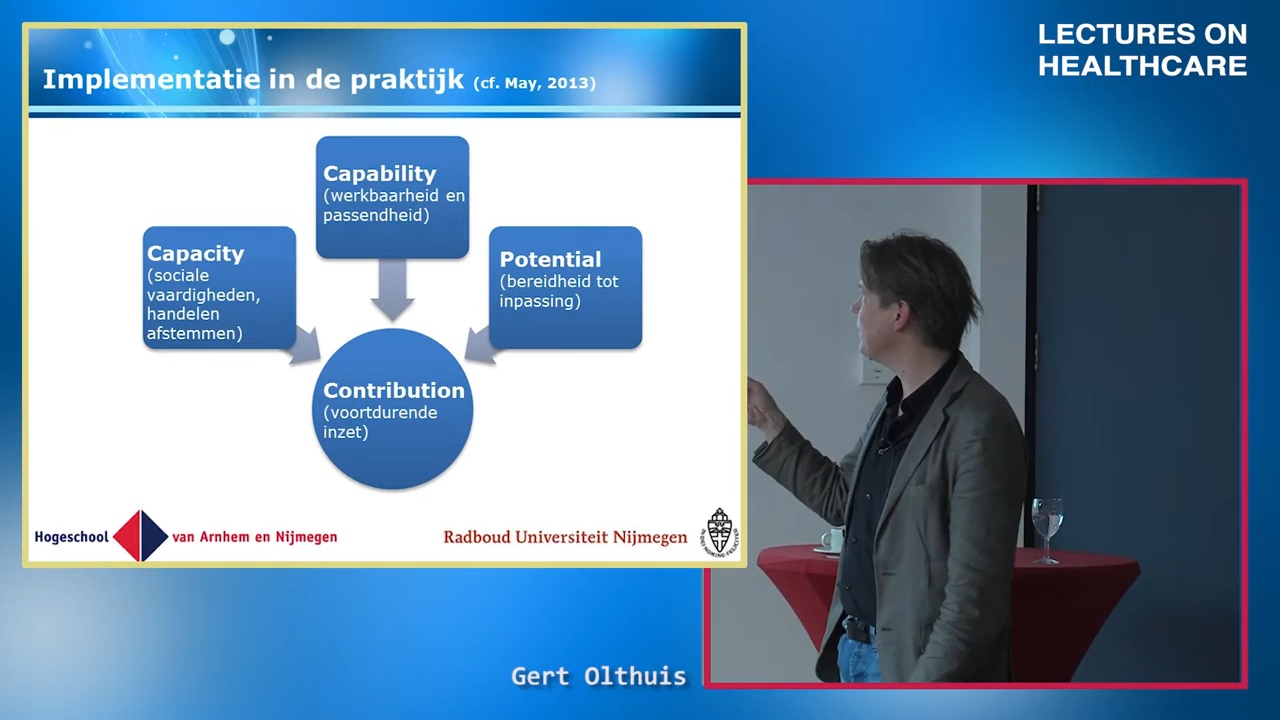 LECTURES ON
HEALTHCARE
Implementatie in de praktijk (cf. May, 2013)
Capability
(werkbaarheid en
passendheid)
Capacity
(sociale
vaardigheden,
handelen
afstemmen)
Potential
(bereidheid tot
inpassing)
Contribution
(voortdurende
inzet)
Hogeschool van Arnhem en Nijmegen
Radboud Universiteit Nijmegen
Gert Olthuis